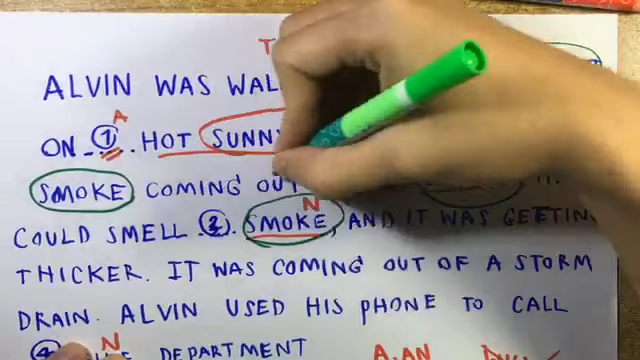 T
ALVIN WAS WAL
A
ON ① . HOT SUNN
SMOKE COMING OUT
N
COULD SMELL ③ . SMOKE, AND IT WAS GETTIN
THICKER. IT WAS COMING OUT OF A STORM
DRAIN. ALVIN USED HIS PHONE TO CALL
④ N DEPARTMENT A, AN